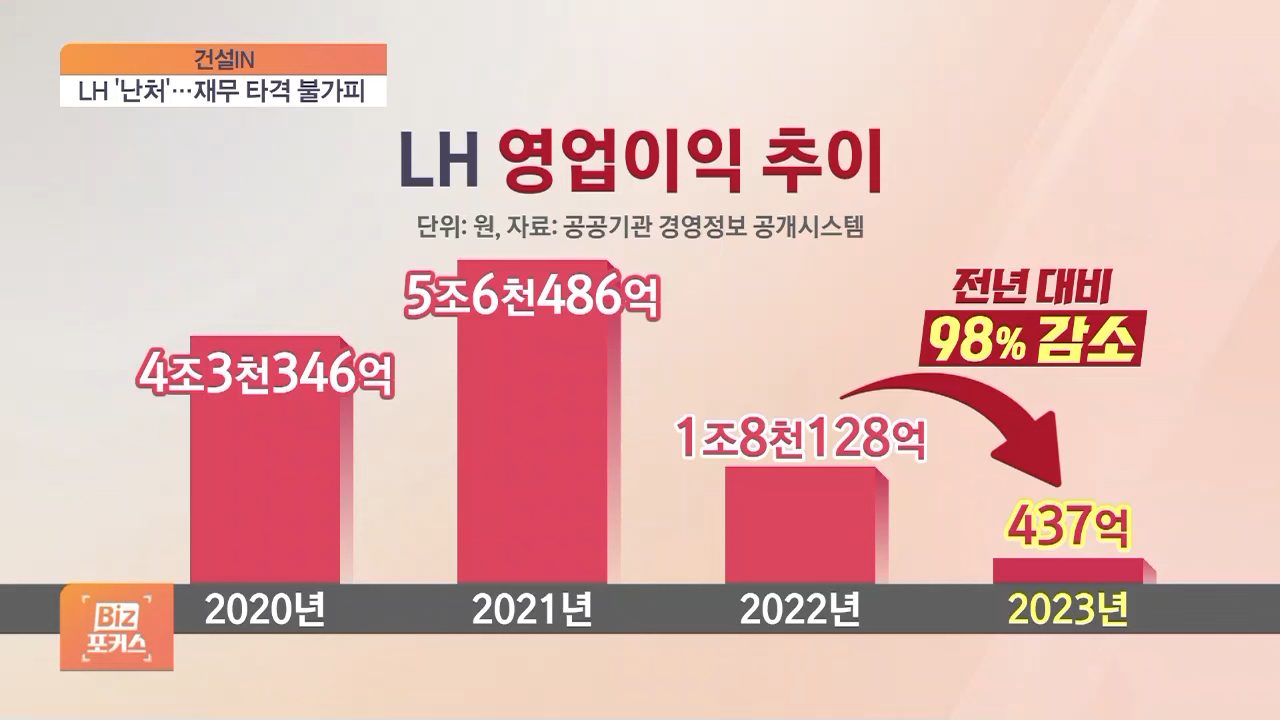 건설IN
LH '난처'…재무 타격 불가피
LH 영업이익 추이
단위: 원, 자료: 공공기관 경영정보 공개시스템
4조3천346억
5조6천486억
1조8천128억
437억
전년 대비
98% 감소
2020년
2021년
2022년
2023년
Biz
포커스